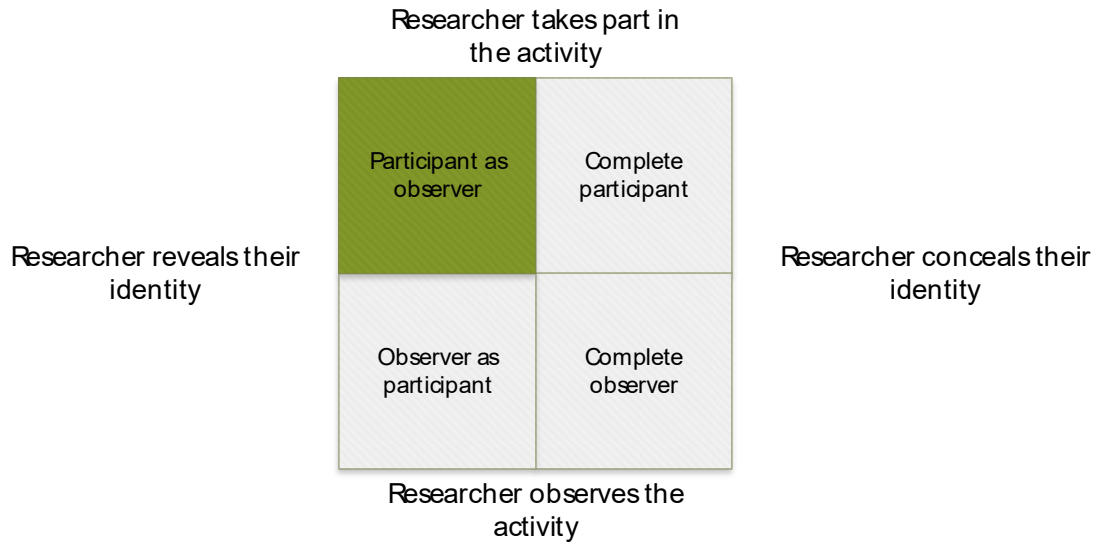 Researcher takes part in
the activity
Participant as
observer
Complete
participant
Researcher reveals their
identity
Researcher conceals their
identity
Observer as
participant
Complete
observer
Researcher observes the
activity